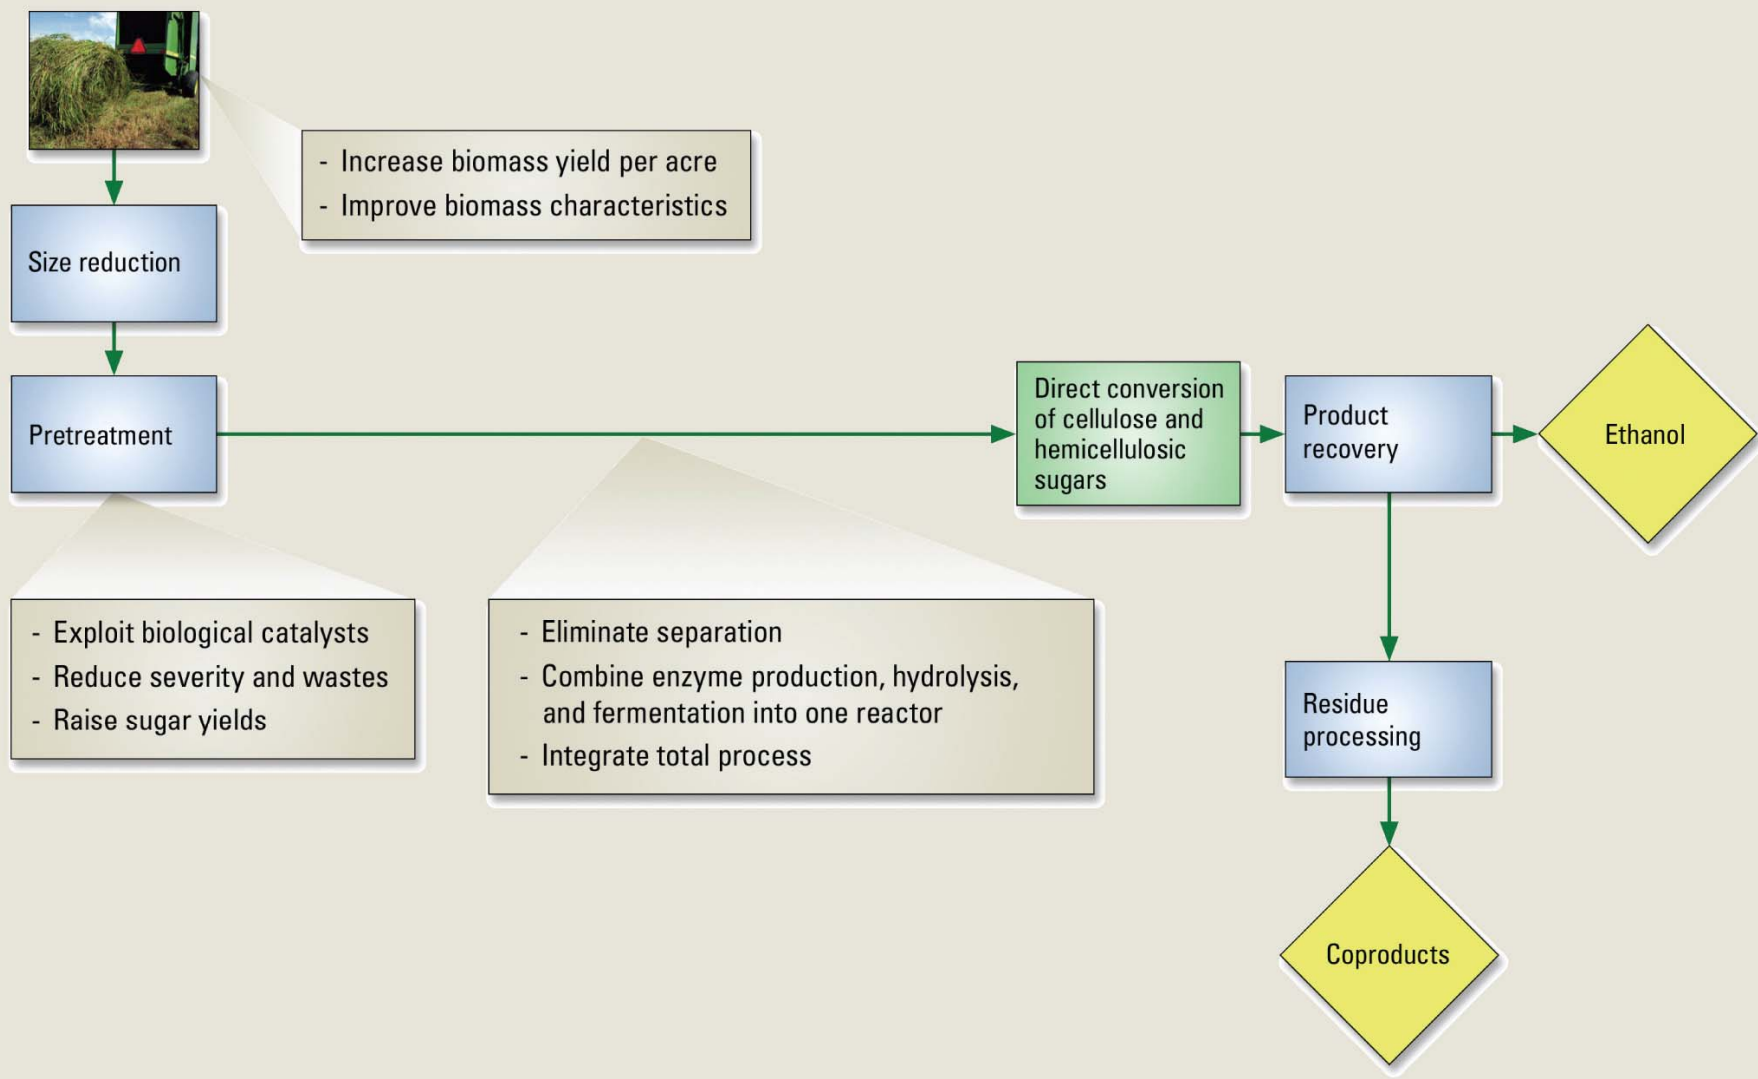 - Increase biomass yield per acre
- Improve biomass characteristics
Size reduction
Pretreatment
Direct conversion
of cellulose and
hemicellulosic
sugars
Product
recovery
Ethanol
- Exploit biological catalysts
- Reduce severity and wastes
- Raise sugar yields
- Eliminate separation
- Combine enzyme production, hydrolysis,
and fermentation into one reactor
- Integrate total process
Residue
processing
Coproducts